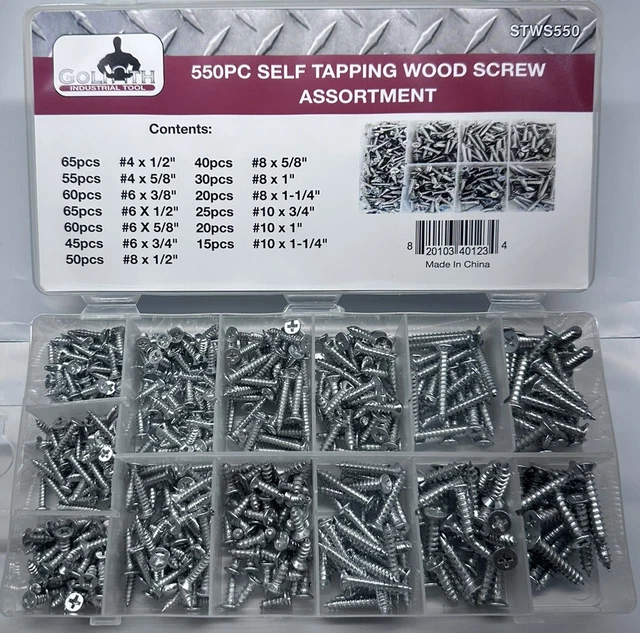 STWS550
GOLIATH
INDUSTRIAL TOOL
550PC SELF TAPPING WOOD SCREW
ASSORTMENT
Contents:
65pcs #4 x 1/2"
55pcs #4 x 5/8"
60pcs #6 x 3/8"
65pcs #6 X 1/2"
60pcs #6 X 5/8"
45pcs #6 x 3/4"
50pcs #8 x 1/2"
40pcs #8 x 5/8"
30pcs #8 x 1"
20pcs #8 x 1-1/4"
25pcs #10 x 3/4"
20pcs #10 x 1"
15pcs #10 x 1-1/4"
8 20103 40123 4
Made In China